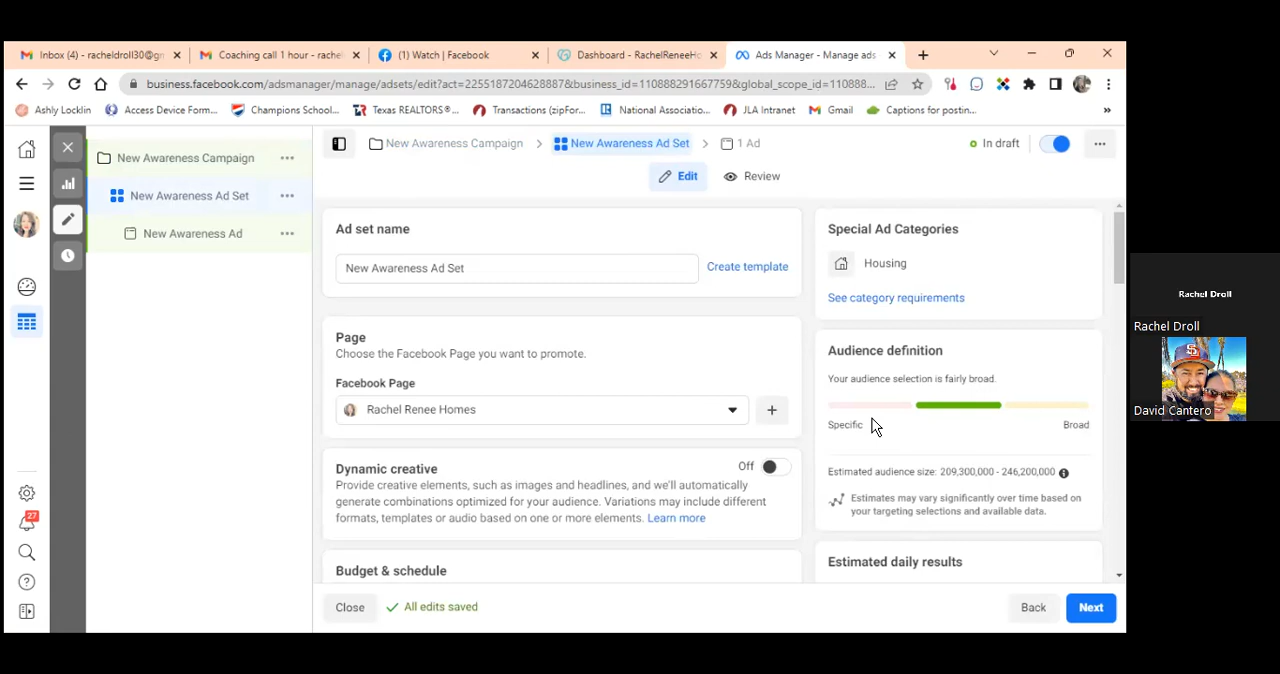 Inbox (4) - racheldroll30@gm
Coaching call 1 hour - rache
(1) Watch | Facebook
Dashboard - RachelReneeHo
Ads Manager - Manage ads
business.facebook.com/adsmanager/manage/adsets/edit?act=2255187204628887&business_id=110888291667759&global_scope_id=110888...
Ashly Locklin
Access Device Form...
Champions School...
Texas REALTORS®...
Transactions (zipFor...
National Associatio...
JLA Intranet
Gmail
Captions for postin...
»
New Awareness Campaign
New Awareness Ad Set
1 Ad
In draft
Edit
Review
New Awareness Campaign
New Awareness Ad Set
New Awareness Ad
Ad set name
New Awareness Ad Set
Create template
Page
Choose the Facebook Page you want to promote.
Facebook Page
Rachel Renee Homes
Dynamic creative
Off
Provide creative elements, such as images and headlines, and we'll automatically
generate combinations optimized for your audience. Variations may include different
formats, templates or audio based on one or more elements. Learn more
Budget & schedule
Special Ad Categories
Housing
See category requirements
Audience definition
Your audience selection is fairly broad.
Specific
Broad
Estimated audience size: 209,300,000 - 246,200,000
Estimates may vary significantly over time based on
your targeting selections and available data.
Estimated daily results
27
Close
All edits saved
Back
Next
Rachel Droll
Rachel Droll
David Cantero